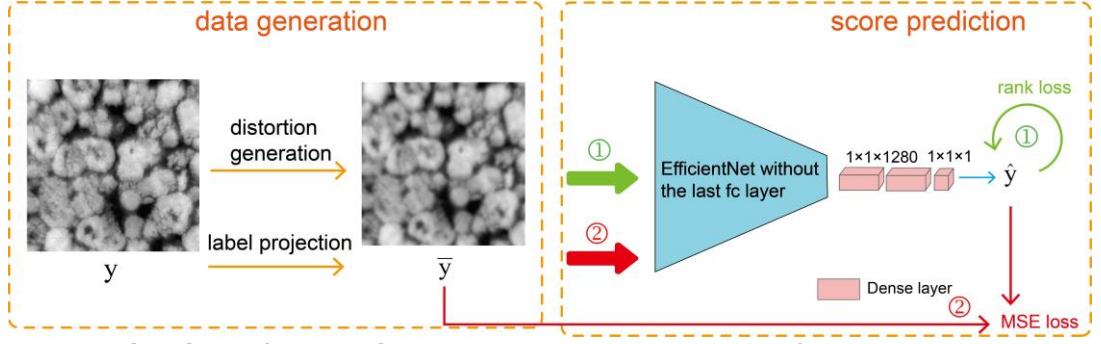 data generation
score prediction
distortion
generation
label projection
y
ȳ
①
②
EfficientNet without
the last fc layer
1×1×1280
1×1×1
ŷ
rank loss
①
Dense layer
②
MSE loss